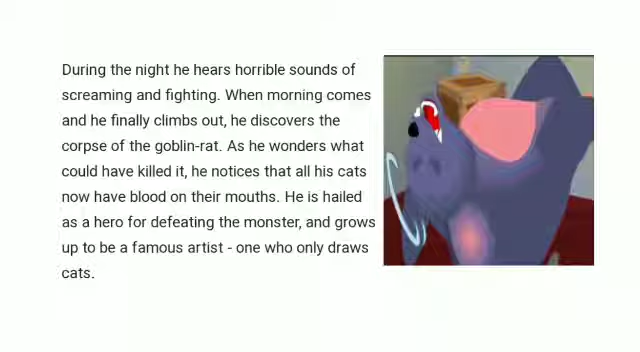 During the night he hears horrible sounds of
screaming and fighting. When morning comes
and he finally climbs out, he discovers the
corpse of the goblin-rat. As he wonders what
could have killed it, he notices that all his cats
now have blood on their mouths. He is hailed
as a hero for defeating the monster, and grows
up to be a famous artist - one who only draws
cats.